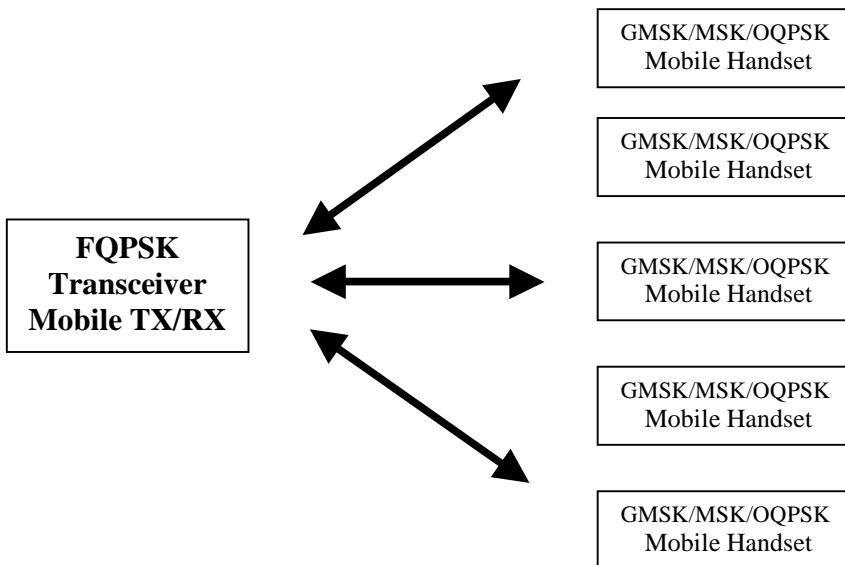 GMSK/MSK/OQPSK
Mobile Handset
GMSK/MSK/OQPSK
Mobile Handset
FQPSK
Transceiver
Mobile TX/RX
GMSK/MSK/OQPSK
Mobile Handset
GMSK/MSK/OQPSK
Mobile Handset
GMSK/MSK/OQPSK
Mobile Handset